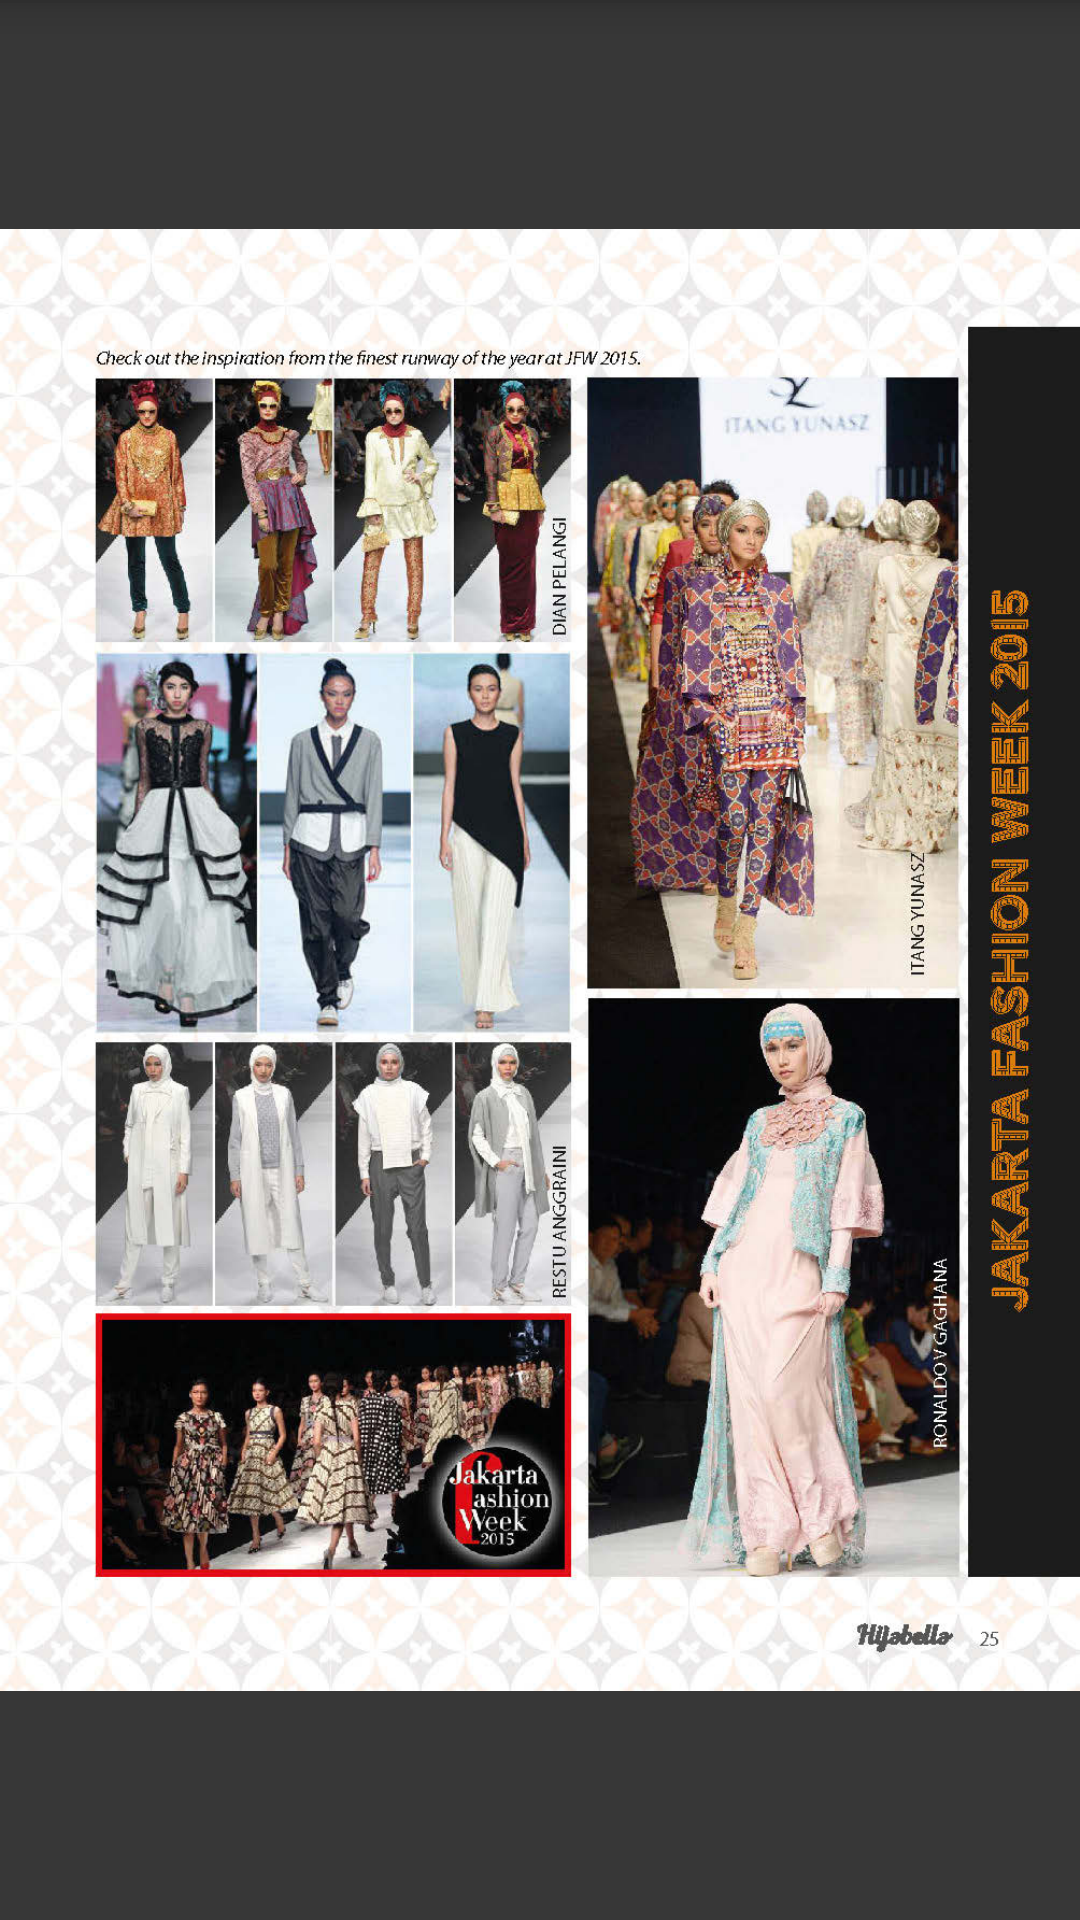 Check out the inspiration from the finest runway of the year at JFW 2015.
DIAN PELANGI
ITANG YUNASZ
ITANG YUNASZ
RESTU ANGGRAINI
RONALDO V GAGHANA
Jakarta
fashion
Week
2015
JAKARTA FASHION WEEK 2015
Hijabella 25